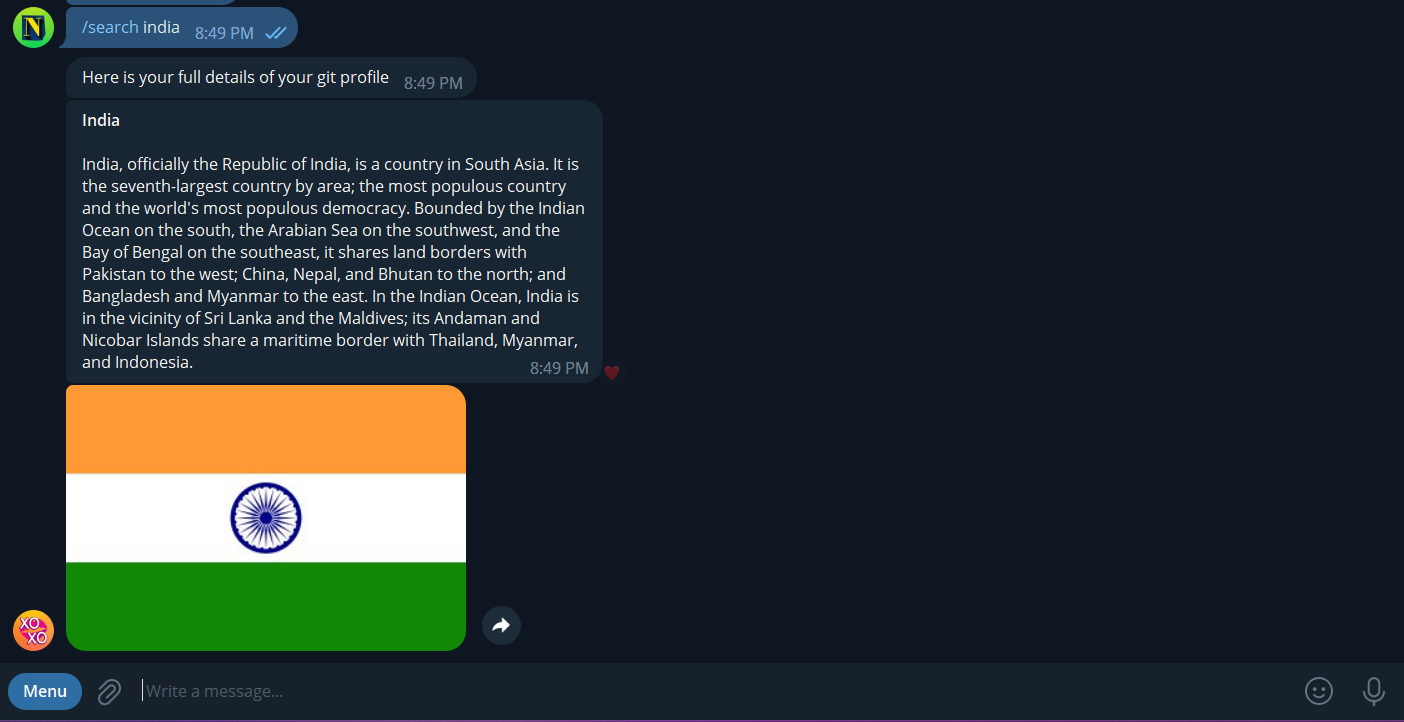 N
/search india 8:49 PM
Here is your full details of your git profile 8:49 PM
India
India, officially the Republic of India, is a country in South Asia. It is
the seventh-largest country by area; the most populous country
and the world's most populous democracy. Bounded by the Indian
Ocean on the south, the Arabian Sea on the southwest, and the
Bay of Bengal on the southeast, it shares land borders with
Pakistan to the west; China, Nepal, and Bhutan to the north; and
Bangladesh and Myanmar to the east. In the Indian Ocean, India is
in the vicinity of Sri Lanka and the Maldives; its Andaman and
Nicobar Islands share a maritime border with Thailand, Myanmar,
and Indonesia.
8:49 PM
XO
XO
Menu
Write a message...